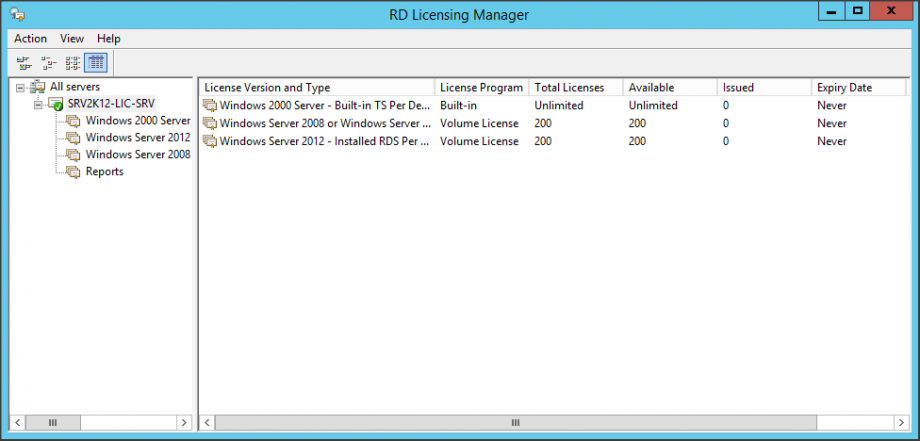 RD Licensing Manager
Action View Help
All servers
SRV2K12-LIC-SRV
Windows 2000 Server
Windows Server 2012
Windows Server 2008
Reports
License Version and Type License Program Total Licenses Available Issued Expiry Date
Windows 2000 Server - Built-in TS Per De... Built-in Unlimited Unlimited 0 Never
Windows Server 2008 or Windows Server ... Volume License 200 200 0 Never
Windows Server 2012 - Installed RDS Per ... Volume License 200 200 0 Never